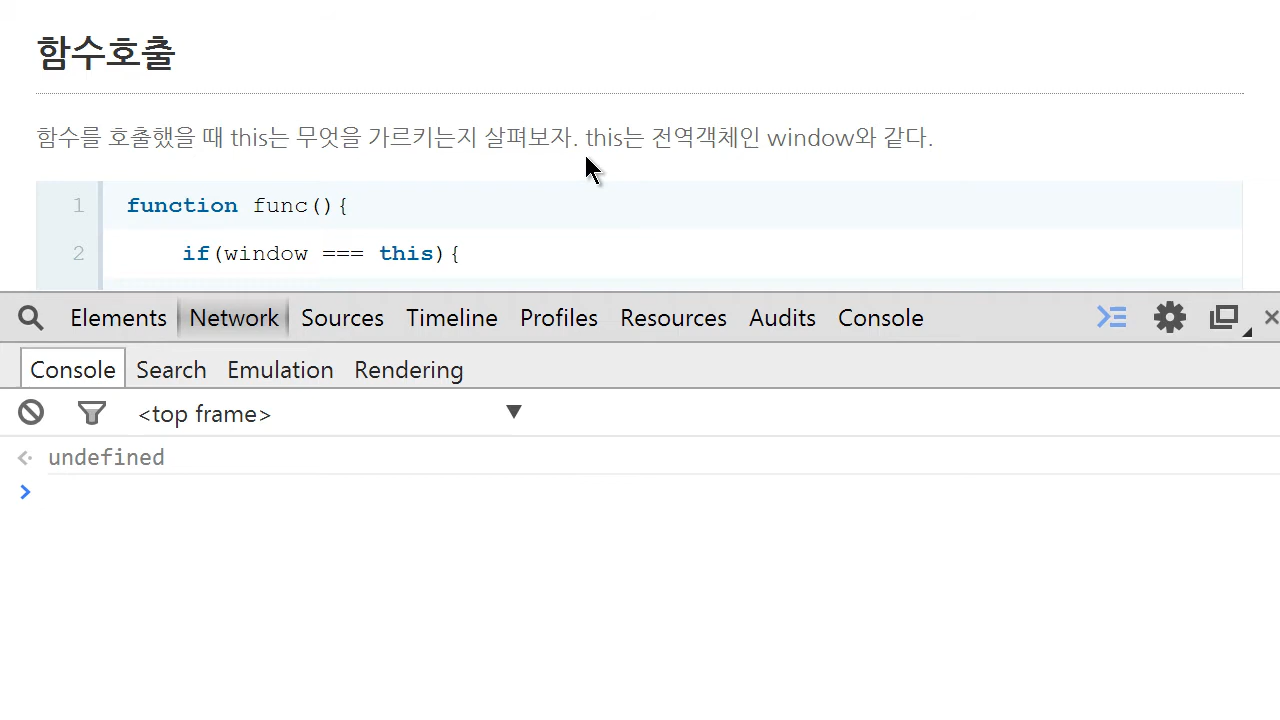 함수호출
함수를 호출했을 때 this는 무엇을 가르키는지 살펴보자. this는 전역객체인 window와 같다.
1 function func(){
2 if(window === this){
Elements Network Sources Timeline Profiles Resources Audits Console
Console Search Emulation Rendering
<top frame>
undefined